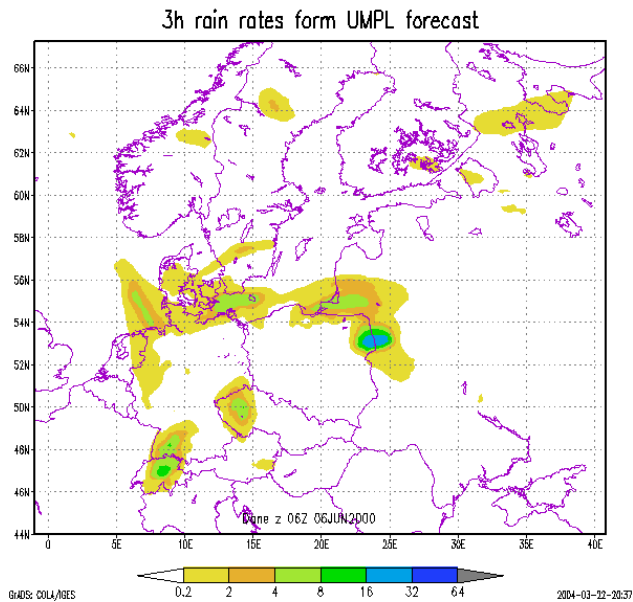 3h rain rates form UMPL forecast
66N
64N
62N
60N
58N
56N
54N
52N
50N
48N
46N
44N
Dane z 06Z 06JUN2000
0 5E 10E 15E 20E 25E 30E 35E 40E
0.2 2 4 8 16 32 64
GrADS: COLA/IGES 2004-03-22-20:37